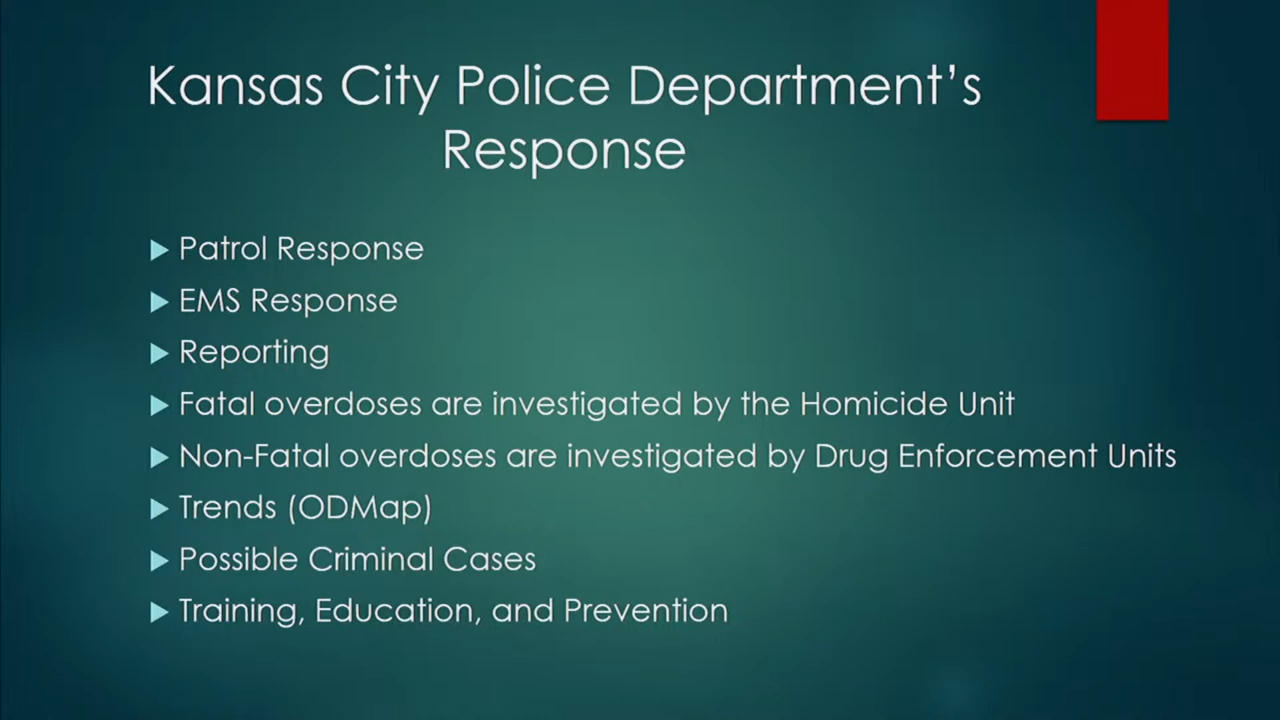 Kansas City Police Department's
Response
Patrol Response
EMS Response
Reporting
Fatal overdoses are investigated by the Homicide Unit
Non-Fatal overdoses are investigated by Drug Enforcement Units
Trends (ODMap)
Possible Criminal Cases
Training, Education, and Prevention